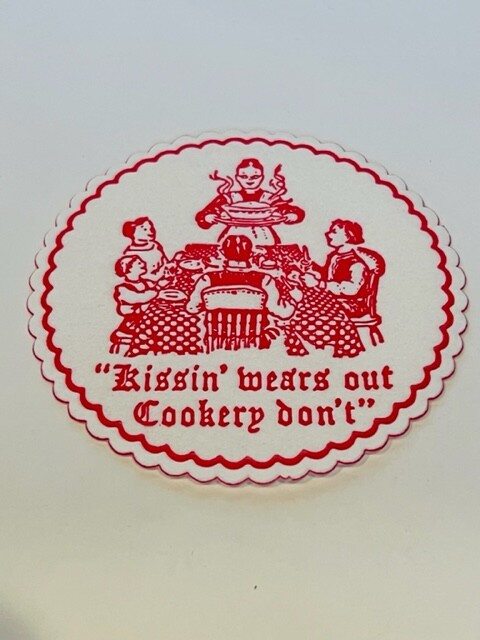 “Kissin’ wears out
Cookery don’t”